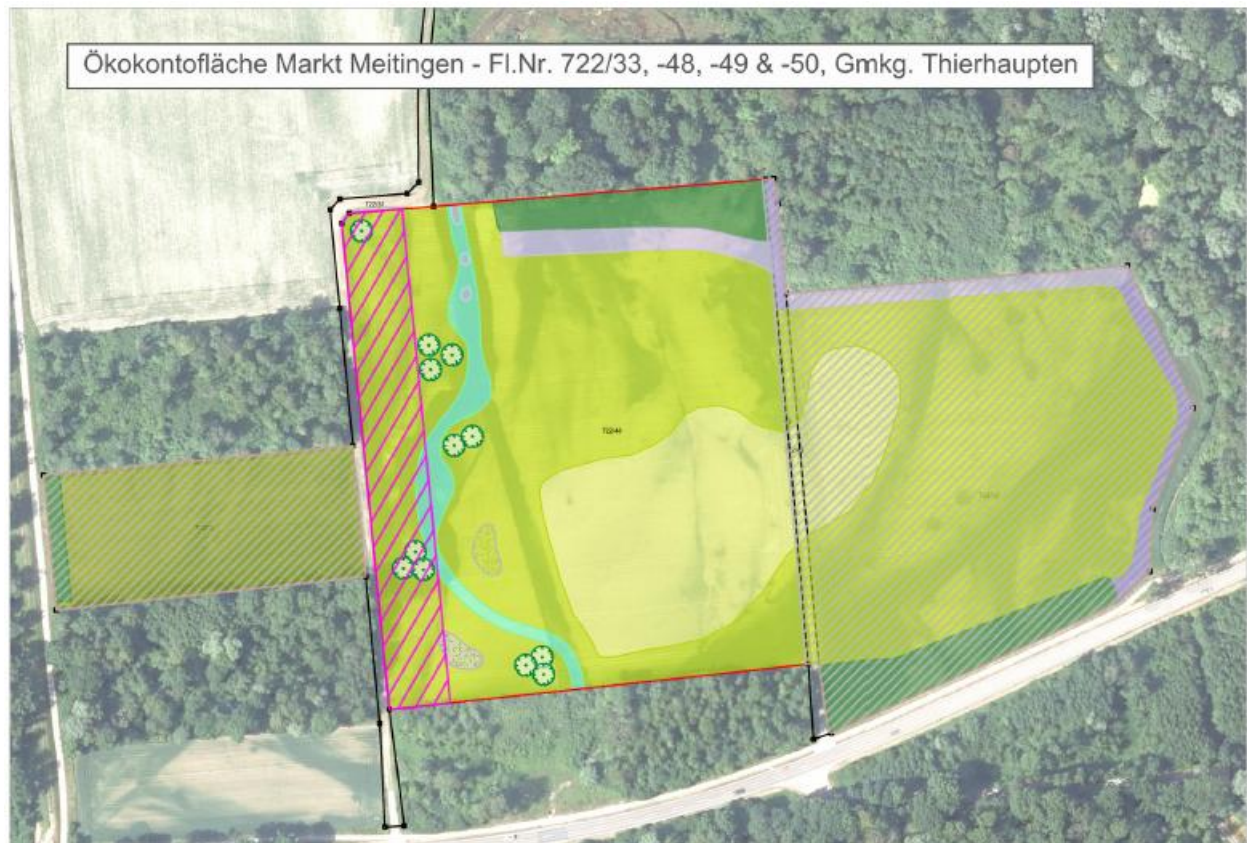 Ökokontofläche Markt Meitingen - Fl.Nr. 722/33, -48, -49 & -50, Gmkg. Thierhaupten